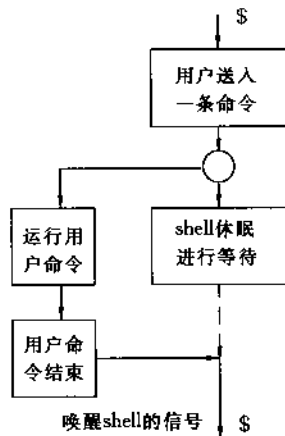 $
用户送入
一条命令
运行用
户命令
shell休眠
进行等待
用户命
令结束
唤醒shell的信号
$